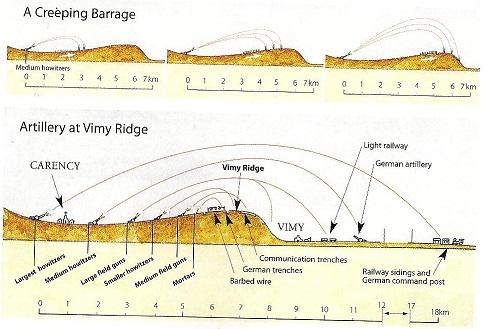 A Creeping Barrage
Medium howitzers
0 1 2 3 4 5 6 7km
0 1 2 3 4 5 6 7km
0 1 2 3 4 5 6 7km
Artillery at Vimy Ridge
Light railway
CARENCY
Vimy Ridge
German artillery
VIMY
Largest howitzers
Medium howitzers
Large field guns
Smaller howitzers
Medium field guns
Mortars
Communication trenches
German trenches
Barbed wire
Railway sidings and
German command post
0 1 2 3 4 5 6 7 8 9 10 11 12 17 18km